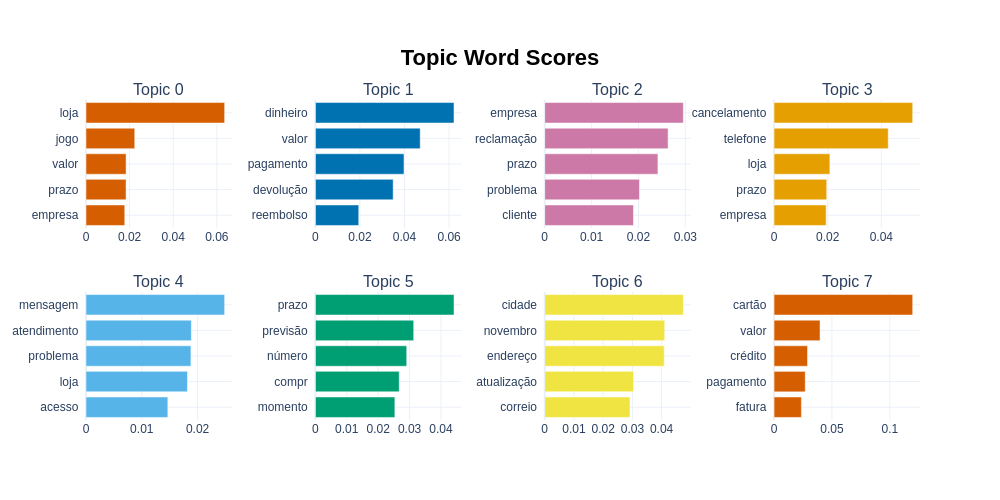 Topic Word Scores
Topic 0
loja
jogo
valor
prazo
empresa
0 0.02 0.04 0.06
Topic 1
dinheiro
valor
pagamento
devolução
reembolso
0 0.02 0.04 0.06
Topic 2
empresa
reclamação
prazo
problema
cliente
0 0.01 0.02 0.03
Topic 3
cancelamento
telefone
loja
prazo
empresa
0 0.02 0.04
Topic 4
mensagem
atendimento
problema
loja
acesso
0 0.01 0.02
Topic 5
prazo
previsão
número
compr
momento
0 0.01 0.02 0.03 0.04
Topic 6
cidade
novembro
endereço
atualização
correio
0 0.01 0.02 0.03 0.04
Topic 7
cartão
valor
crédito
pagamento
fatura
0 0.05 0.1